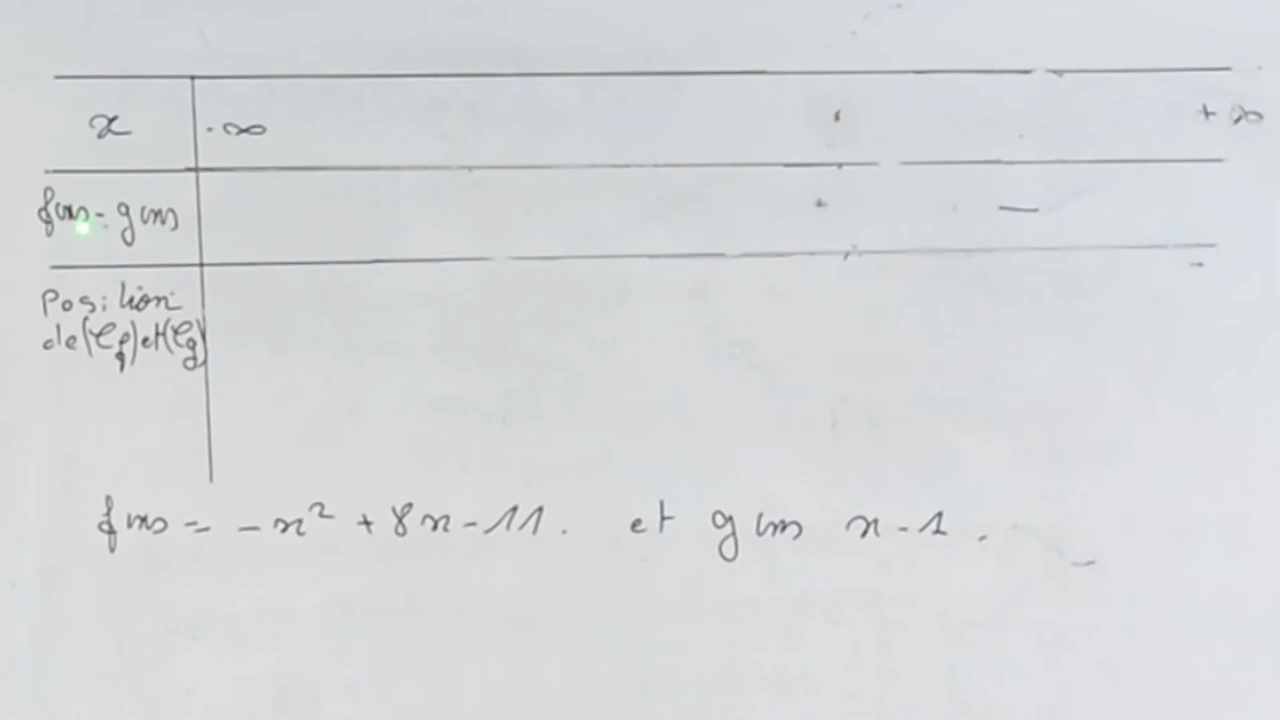 x -∞ +∞
f(x)-g(x) —
Position
de(Cf)et(Cg)
f(x) = -x² + 8x - 11. et g(x) x - 1.